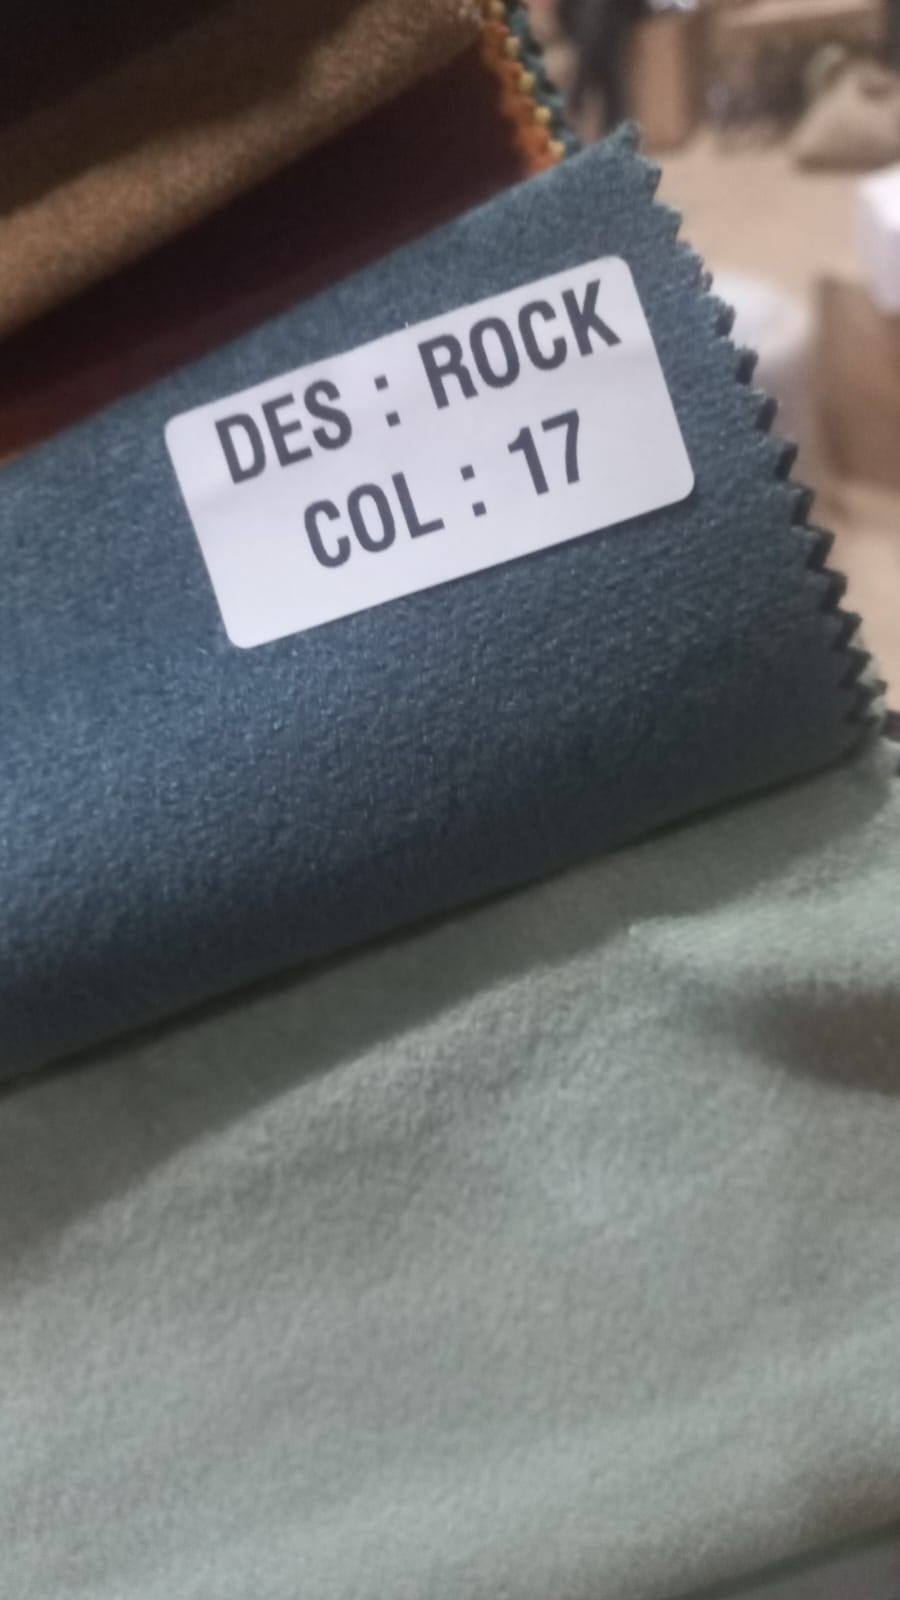 DES : ROCK
COL : 17